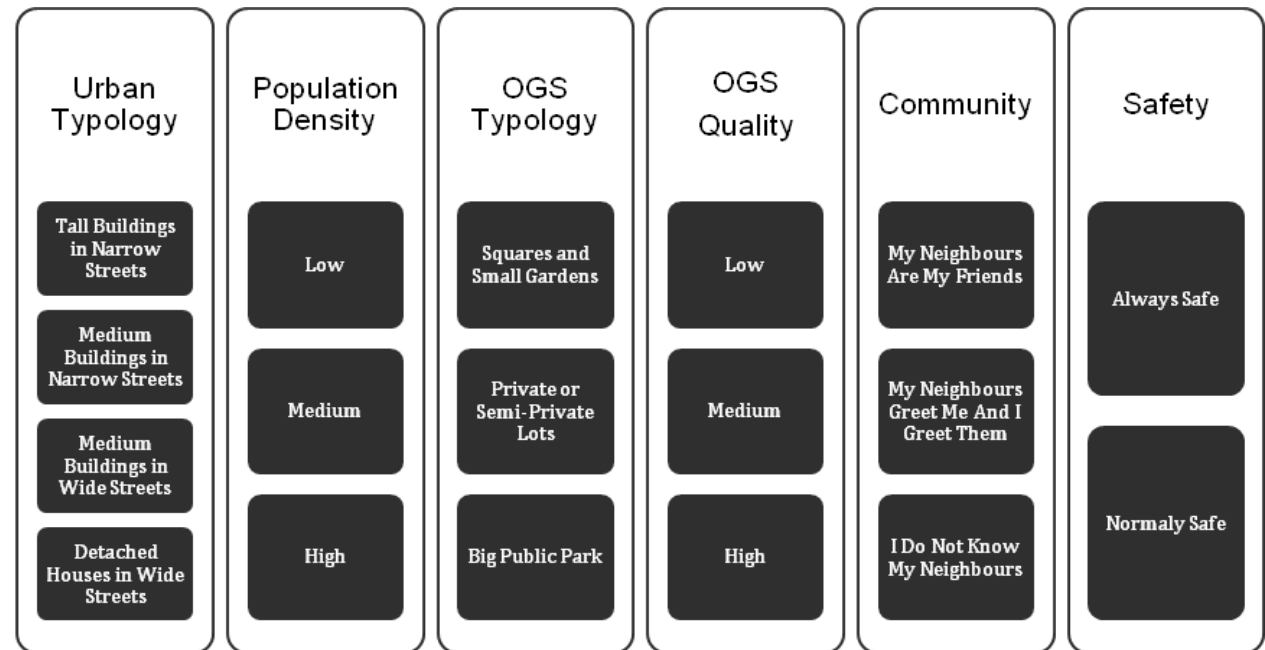 Urban
Typology
Tall Buildings
in Narrow
Streets
Medium
Buildings in
Narrow Streets
Medium
Buildings in
Wide Streets
Detached
Houses in Wide
Streets
Population
Density
Low
Medium
High
OGS
Typology
Squares and
Small Gardens
Private or
Semi-Private
Lots
Big Public Park
OGS
Quality
Low
Medium
High
Community
My Neighbours
Are My Friends
My Neighbours
Greet Me And I
Greet Them
I Do Not Know
My Neighbours
Safety
Always Safe
Normaly Safe